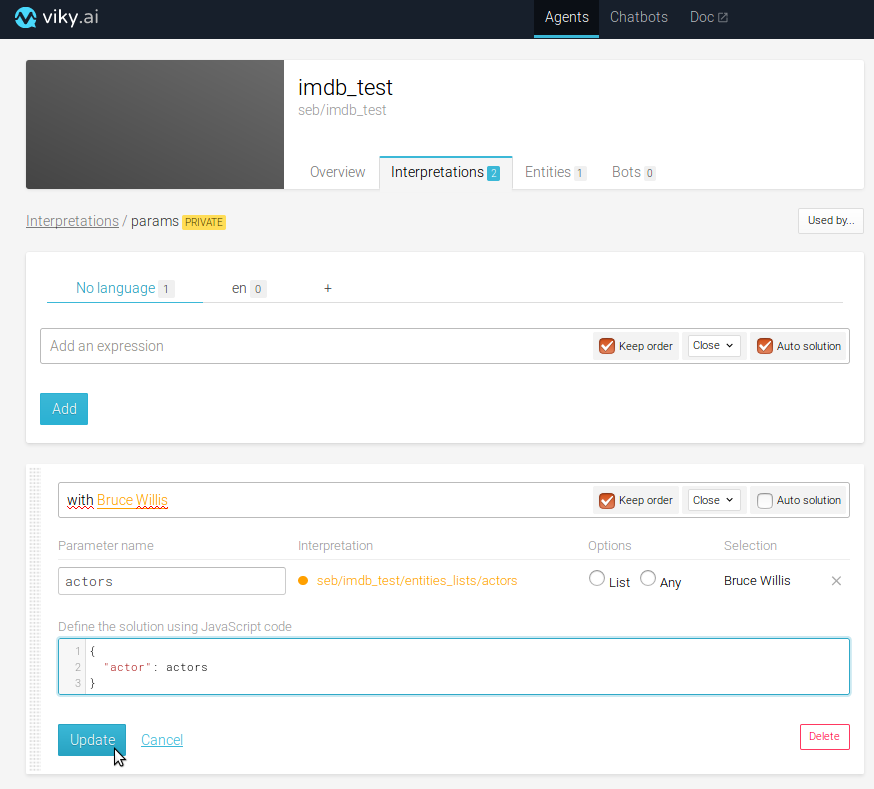 viky.ai
Agents Chatbots Doc
imdb_test
seb/imdb_test
Overview Interpretations 2 Entities 1 Bots 0
Interpretations / params PRIVATE Used by...
No language 1 en 0 +
Add an expression Keep order Close Auto solution
Add
with Bruce Willis Keep order Close Auto solution
Parameter name Interpretation Options Selection
actors seb/imdb_test/entities_lists/actors List Any Bruce Willis
Define the solution using JavaScript code
1 {
2 "actor": actors
3 }
Update Cancel Delete